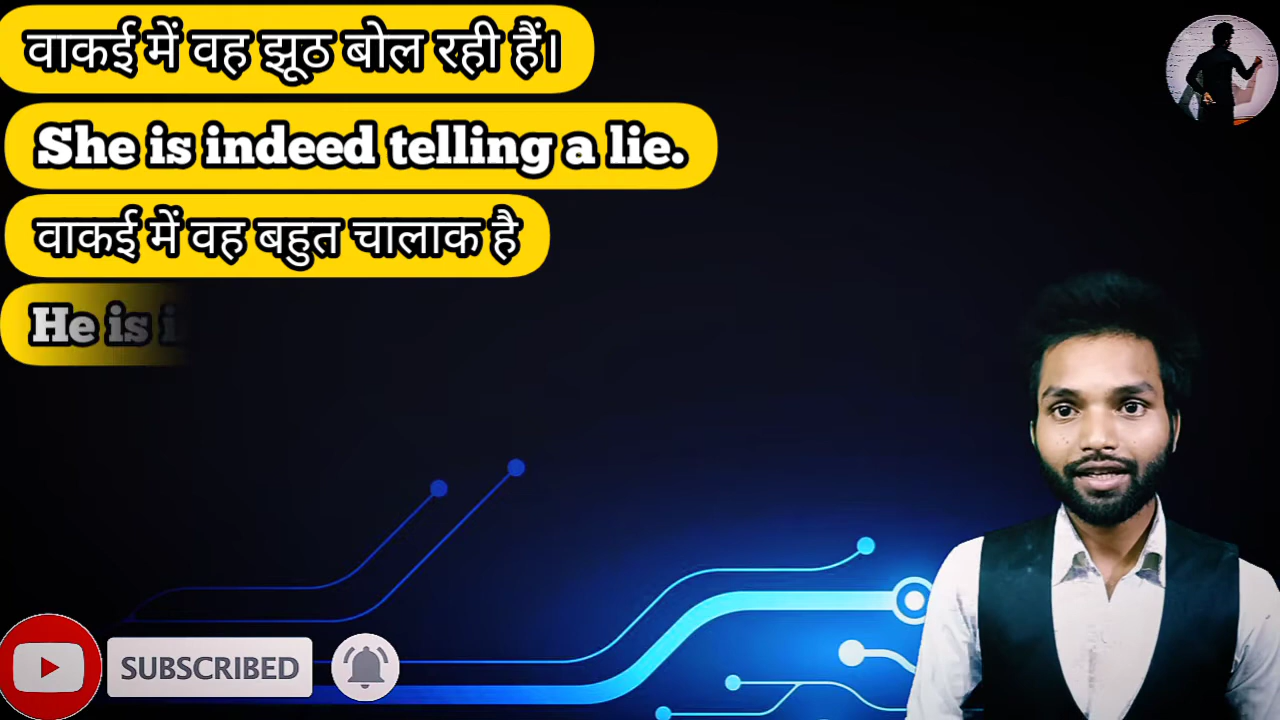 वाकई में वह झूठ बोल रही हैं।
She is indeed telling a lie.
वाकई में वह बहुत चालाक है
He is
SUBSCRIBED